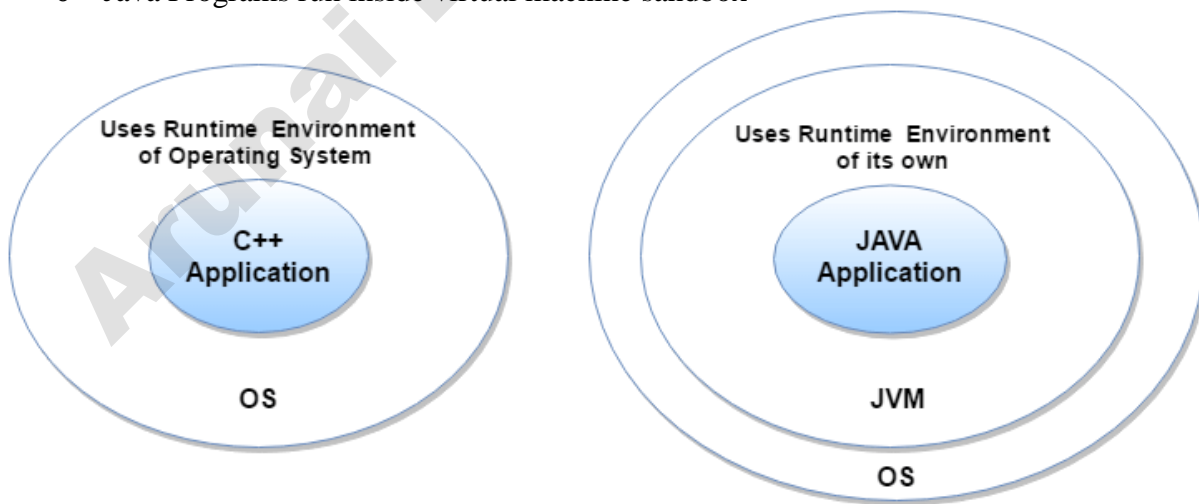 Java Programs run inside virtual machine sandbox
Uses Runtime Environment
of Operating System
C++
Application
OS
Uses Runtime Environment
of its own
JAVA
Application
JVM
OS
Arumai